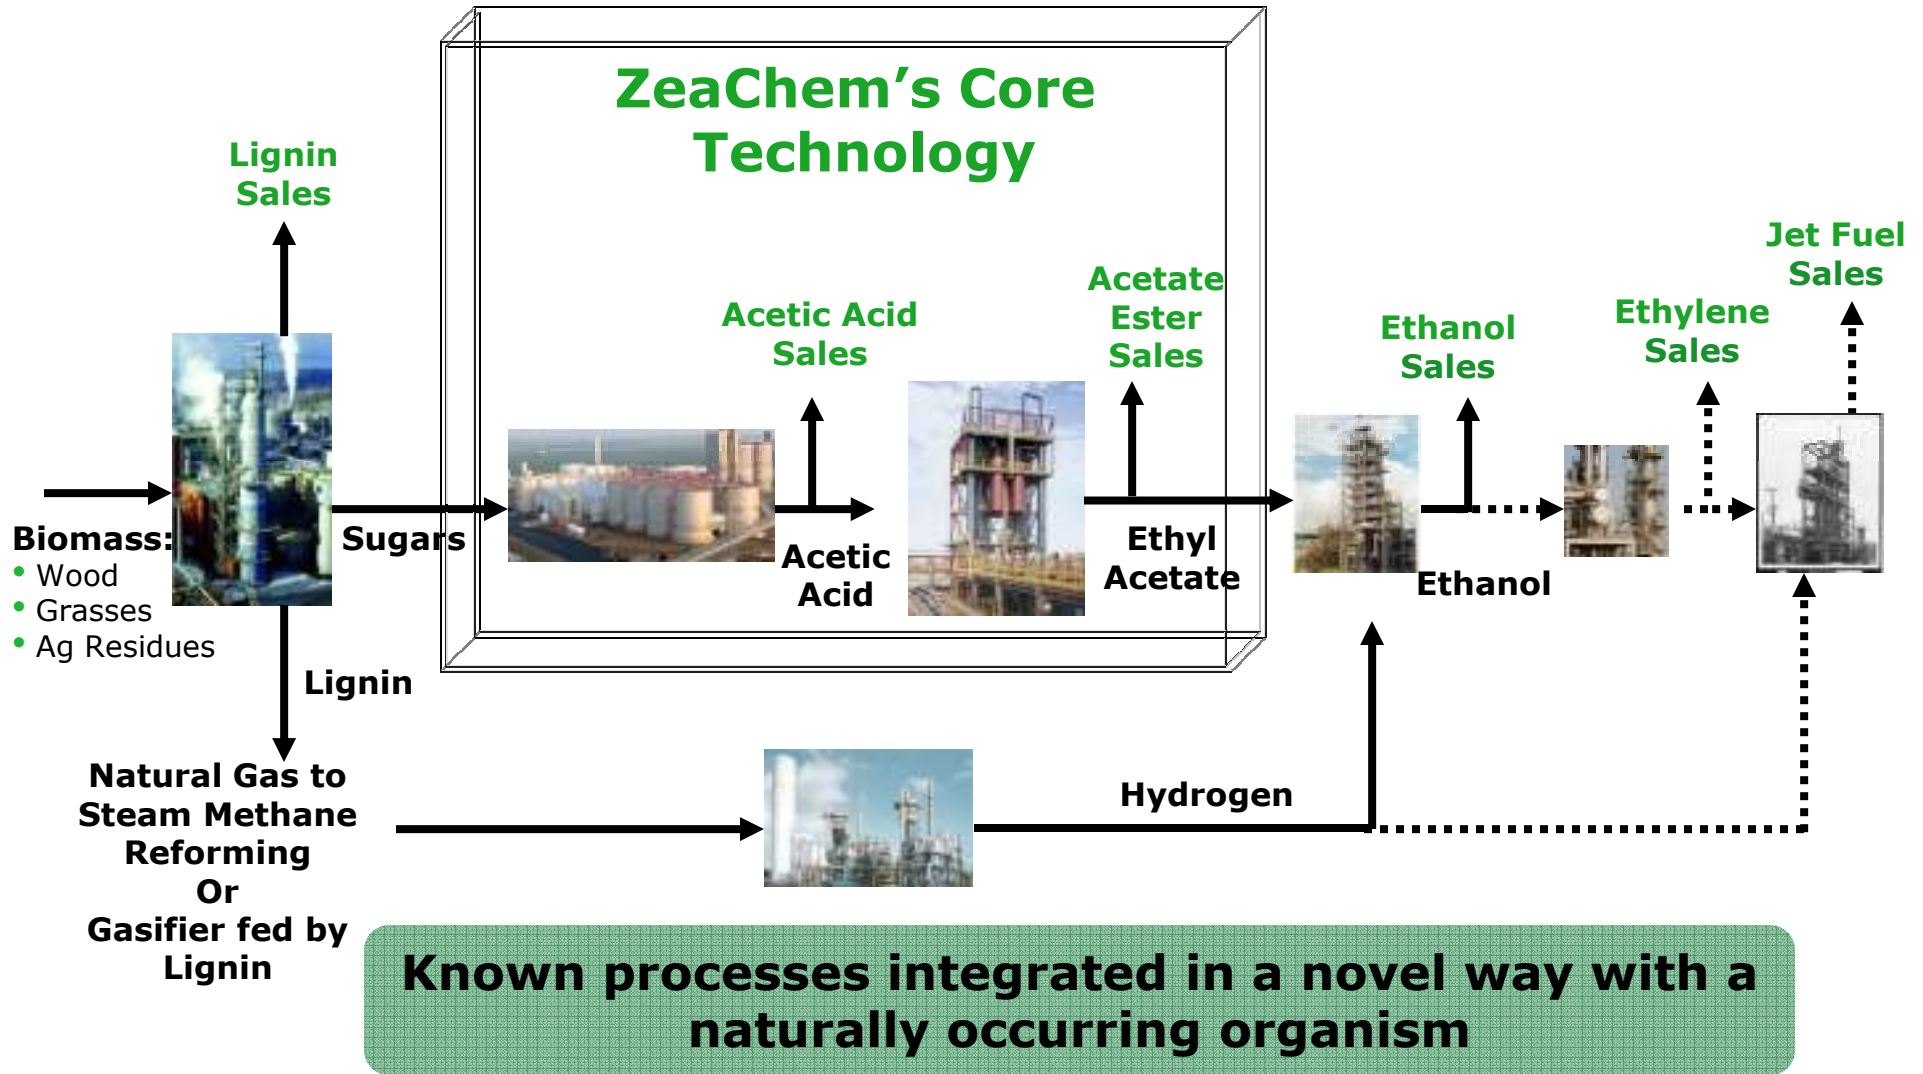 ZeaChem’s Core
Technology
Lignin
Sales
Jet Fuel
Sales
Acetate
Ester
Sales
Acetic Acid
Sales
Ethylene
Sales
Ethanol
Sales
Biomass:
• Wood
• Grasses
• Ag Residues
Sugars
Acetic
Acid
Ethyl
Acetate
Ethanol
Lignin
Natural Gas to
Steam Methane
Reforming
Or
Gasifier fed by
Lignin
Hydrogen
Known processes integrated in a novel way with a
naturally occurring organism